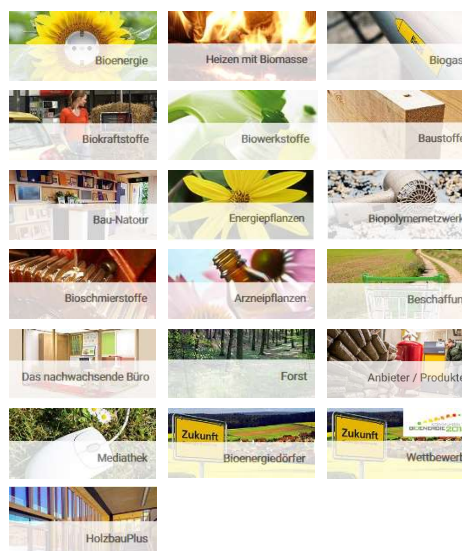 Bioenergie
Heizen mit Biomasse
Biogas
Biokraftstoffe
Biowerkstoffe
Baustoffe
Bau-Natour
Energiepflanzen
Biopolymernetzwerk
Bioschmierstoffe
Arzneipflanzen
Beschaffun
Das nachwachsende Büro
Forst
Anbieter / Produkte
Mediathek
Zukunft
Bioenergiedörfer
Zukunft
BIOENERGIE
Wettbewerb
HolzbauPlus